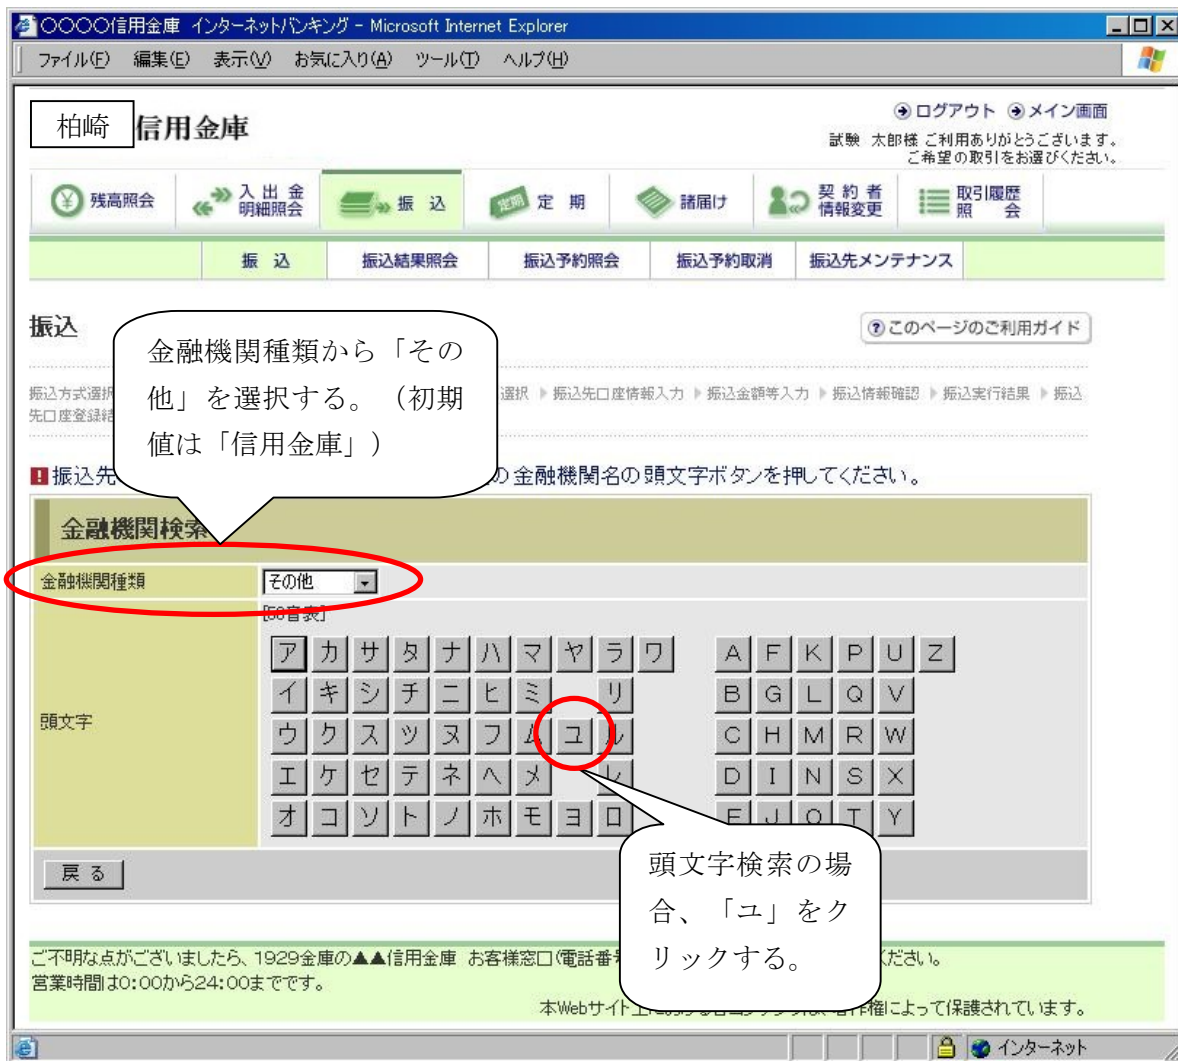 〇〇〇〇信用金庫 インターネットバンキング - Microsoft Internet Explorer
ファイル(F) 編集(E) 表示(V) お気に入り(A) ツール(T) ヘルプ(H)
柏崎 信用金庫
ログアウト メイン画面
試験 太郎様 ご利用ありがとうございます。
ご希望の取引をお選びください。
残高照会 入出金明細照会 振込 定期 諸届け 契約者情報変更 取引履歴照会
振込 振込結果照会 振込予約照会 振込予約取消 振込先メンテナンス
振込
このページのご利用ガイド
金融機関種類から「その
他」を選択する。（初期
値は「信用金庫」）
振込方式選択
選択 ▶ 振込先口座情報入力 ▶ 振込金額等入力 ▶ 振込情報確認 ▶ 振込実行結果 ▶ 振込
先口座登録結
振込先
の金融機関名の頭文字ボタンを押してください。
金融機関検索
金融機関種類 その他
[50音表]
ア カ サ タ ナ ハ マ ヤ ラ ワ A F K P U Z
イ キ シ チ ニ ヒ ミ リ B G L Q V
頭文字
ウ ク ス ツ ヌ フ ム ユ ル C H M R W
エ ケ セ テ ネ ヘ メ レ D I N S X
オ コ ソ ト ノ ホ モ ヨ ロ E J O T Y
戻る
頭文字検索の場
合、「ユ」をク
リックする。
ご不明な点がございましたら、1929金庫の▲▲信用金庫 お客様窓口(電話番号
ください。
営業時間は0:00から24:00までです。
本Webサイト上
によって保護されています。
インターネット